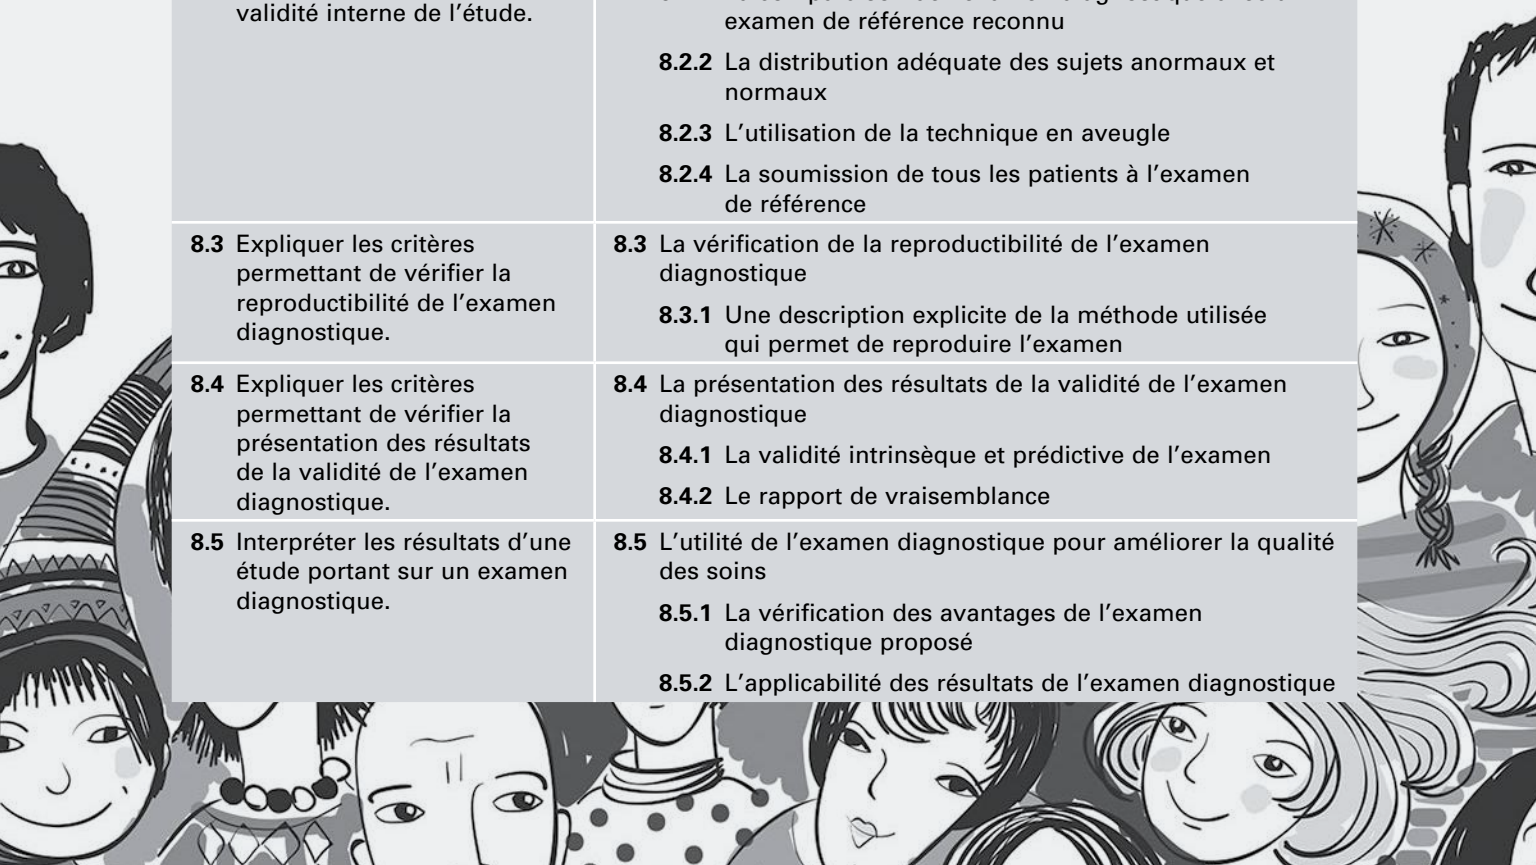 validité interne de l'étude.
examen de référence reconnu
8.2.2 La distribution adéquate des sujets anormaux et
normaux
8.2.3 L'utilisation de la technique en aveugle
8.2.4 La soumission de tous les patients à l'examen
de référence
8.3 Expliquer les critères
permettant de vérifier la
reproductibilité de l'examen
diagnostique.
8.3 La vérification de la reproductibilité de l'examen
diagnostique
8.3.1 Une description explicite de la méthode utilisée
qui permet de reproduire l'examen
8.4 Expliquer les critères
permettant de vérifier la
présentation des résultats
de la validité de l'examen
diagnostique.
8.4 La présentation des résultats de la validité de l'examen
diagnostique
8.4.1 La validité intrinsèque et prédictive de l'examen
8.4.2 Le rapport de vraisemblance
8.5 Interpréter les résultats d'une
étude portant sur un examen
diagnostique.
8.5 L'utilité de l'examen diagnostique pour améliorer la qualité
des soins
8.5.1 La vérification des avantages de l'examen
diagnostique proposé
8.5.2 L'applicabilité des résultats de l'examen diagnostique